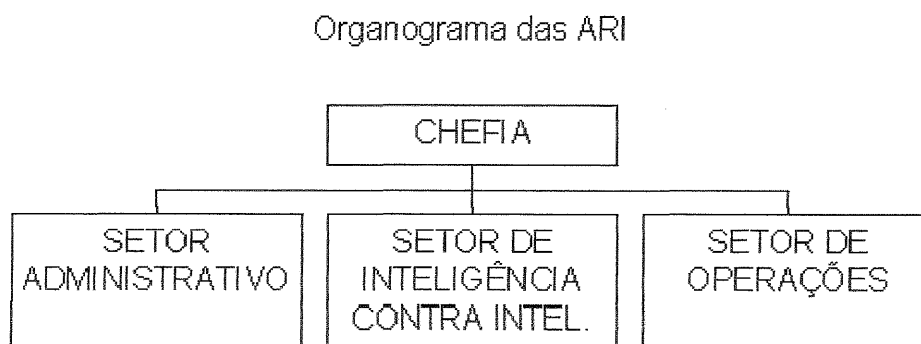 Organograma das ARI
CHEFIA
SETOR
ADMINISTRATIVO
SETOR DE
INTELIGÊNCIA
CONTRA INTEL.
SETOR DE
OPERAÇÕES